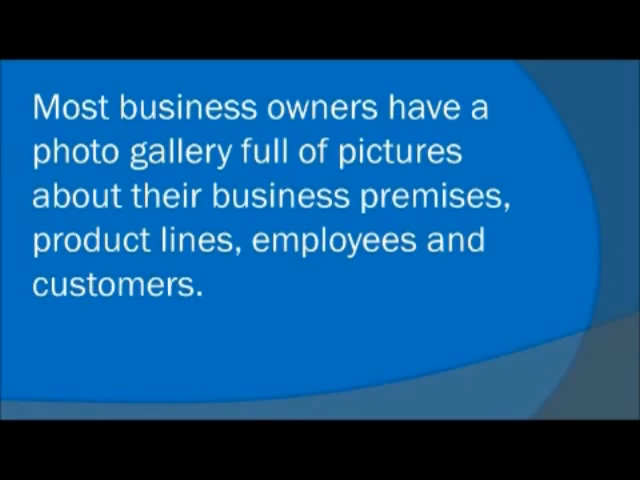 Most business owners have a
photo gallery full of pictures
about their business premises,
product lines, employees and
customers.